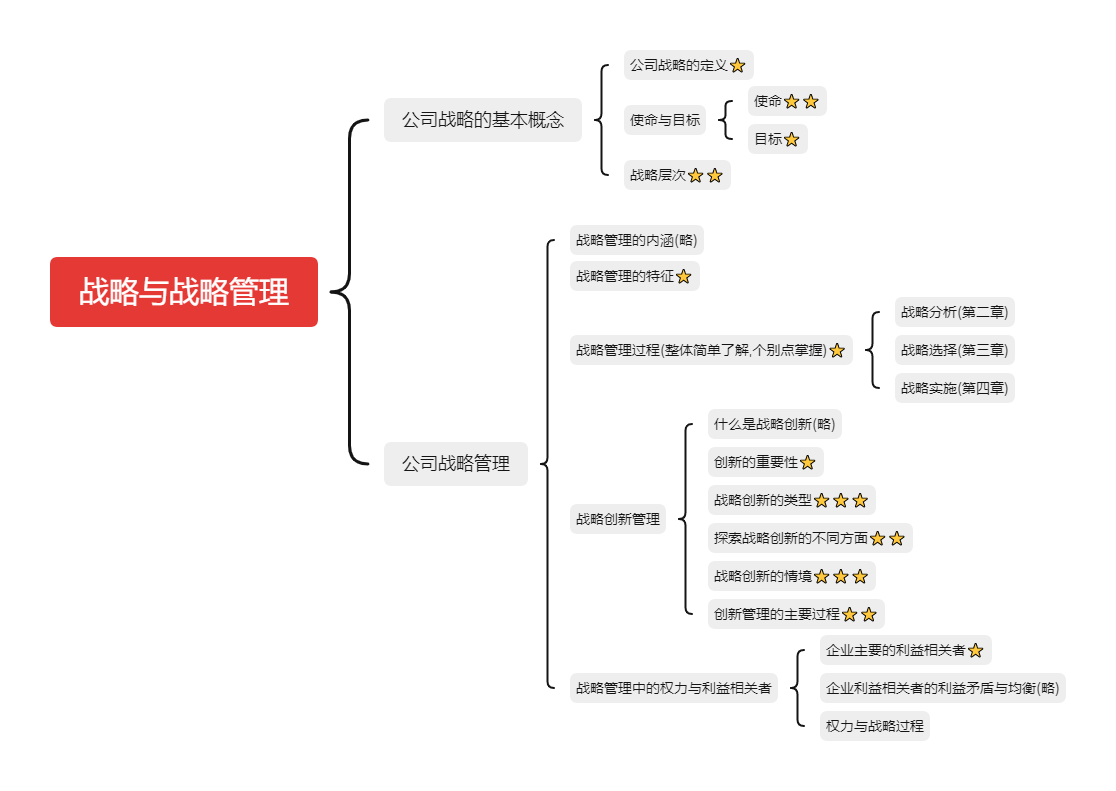 战略与战略管理
公司战略的基本概念
公司战略的定义
使命与目标
使命
目标
战略层次
公司战略管理
战略管理的内涵(略)
战略管理的特征
战略管理过程(整体简单了解,个别点掌握)
战略分析(第二章)
战略选择(第三章)
战略实施(第四章)
战略创新管理
什么是战略创新(略)
创新的重要性
战略创新的类型
探索战略创新的不同方面
战略创新的情境
创新管理的主要过程
战略管理中的权力与利益相关者
企业主要的利益相关者
企业利益相关者的利益矛盾与均衡(略)
权力与战略过程